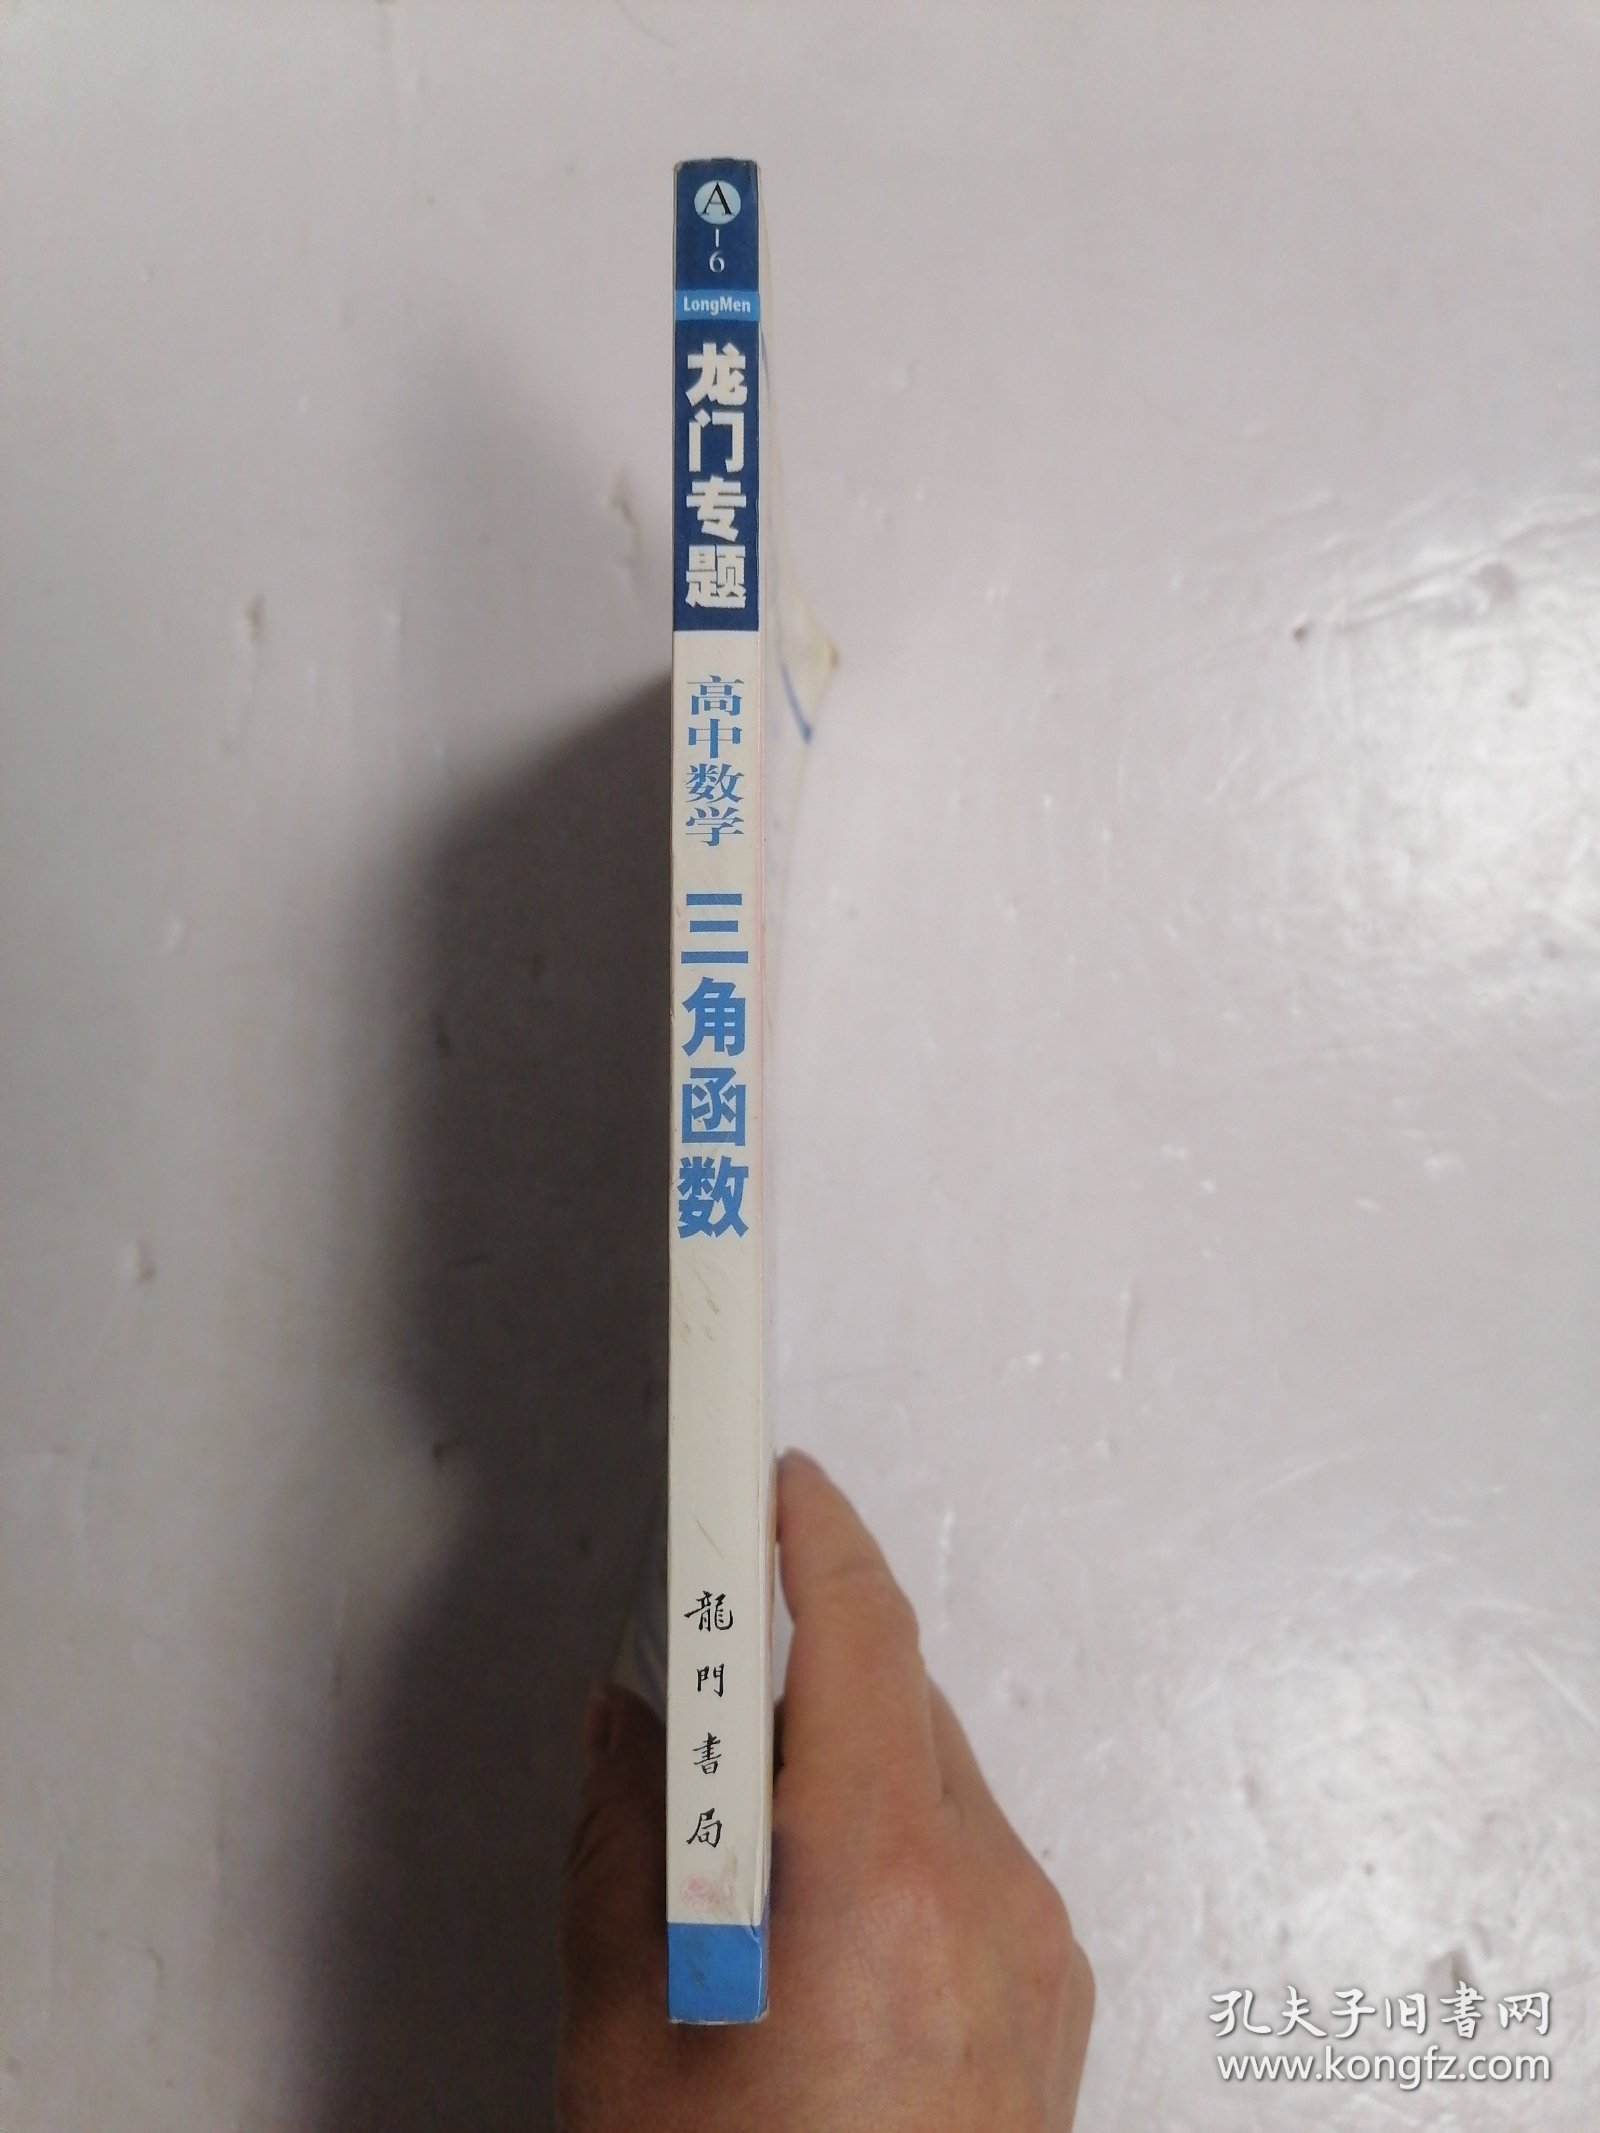 A-6
LongMen
龙门专题
高中数学
三角函数
龍門書局
孔夫子旧书网
www.kongfz.com